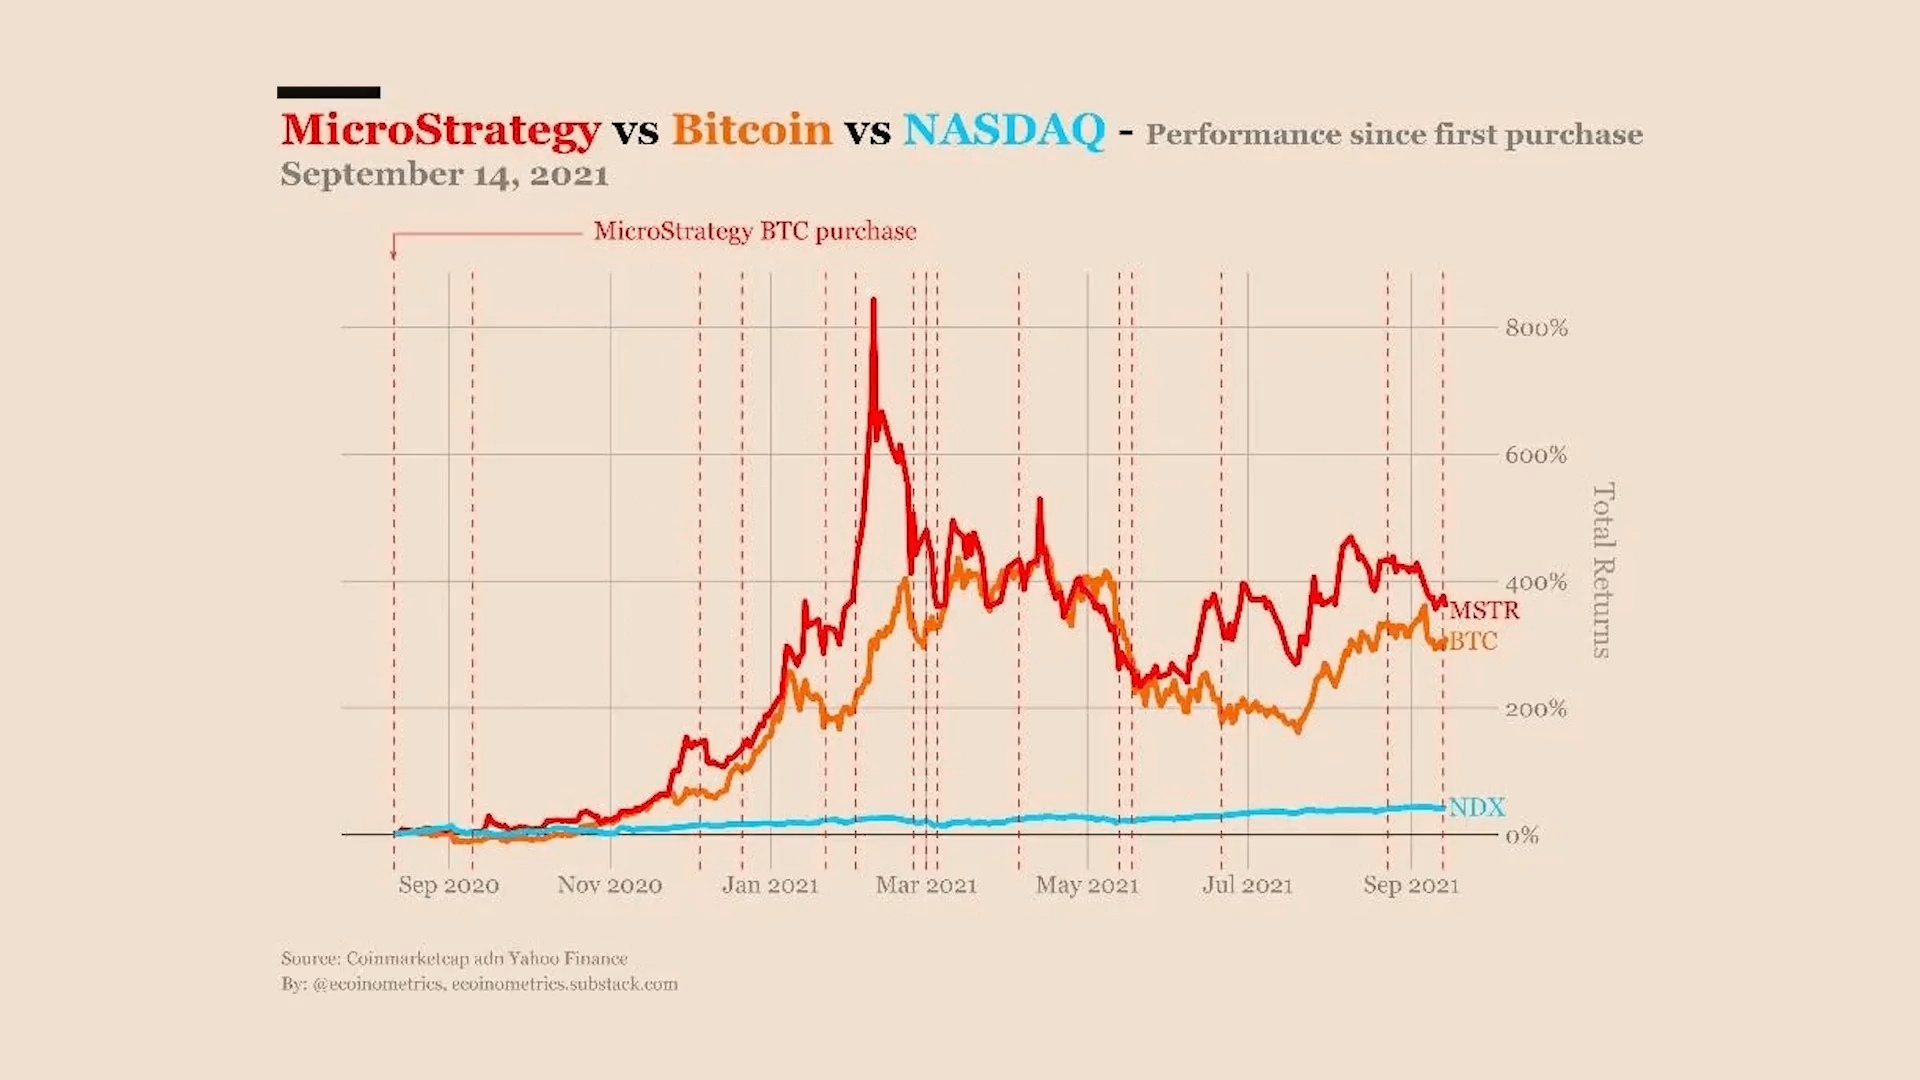 MicroStrategy vs Bitcoin vs NASDAQ - Performance since first purchase
September 14, 2021
MicroStrategy BTC purchase
800%
600%
400%
MSTR
BTC
200%
NDX
0%
Total Returns
Sep 2020 Nov 2020 Jan 2021 Mar 2021 May 2021 Jul 2021 Sep 2021
Source: Coinmarketcap adn Yahoo Finance
By: @ecoinometrics, ecoinometrics.substack.com